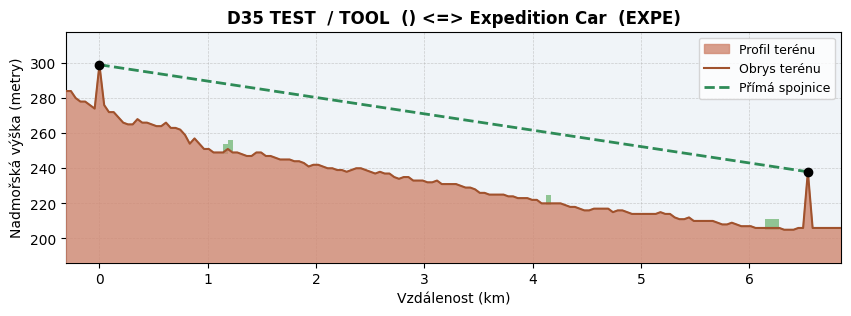 D35 TEST  / TOOL  () <=> Expedition Car  (EXPE)
Profil terénu
Obrys terénu
Přímá spojnice
Nadmořská výška (metry)
300
280
260
240
220
200
0 1 2 3 4 5 6
Vzdálenost (km)